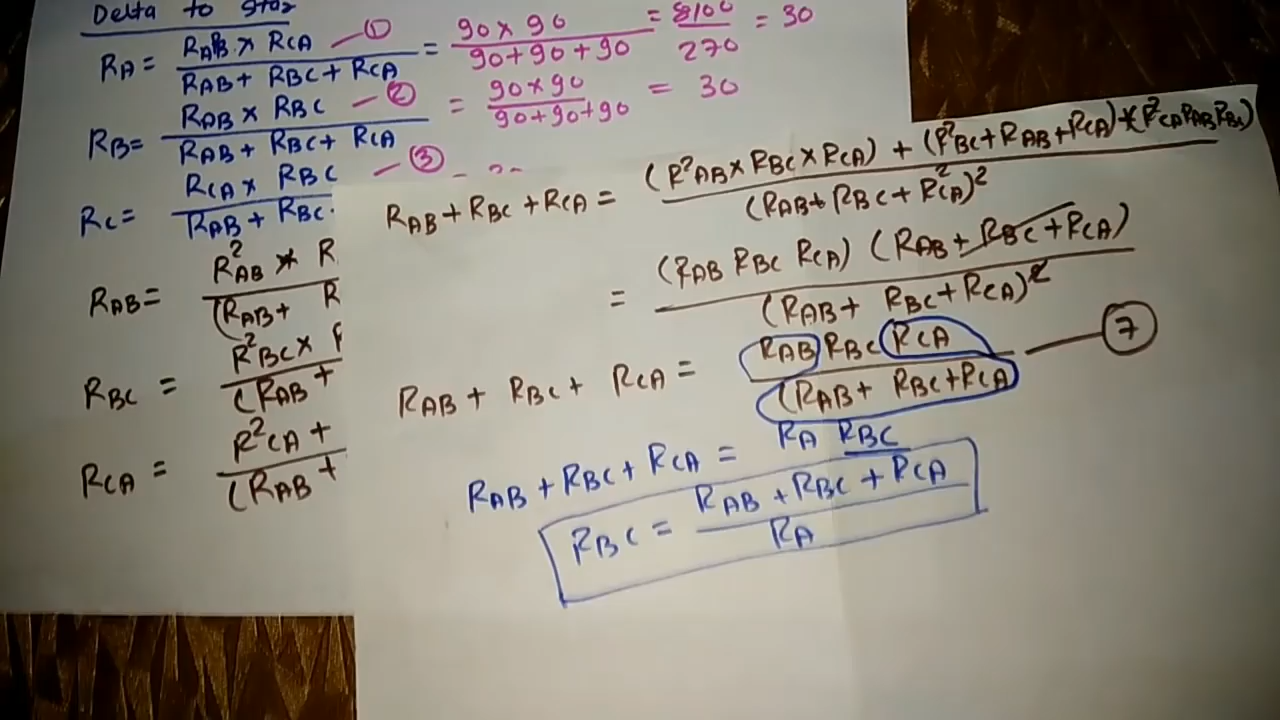 Delta to Star
RA = RAB × RCA / RAB + RBC + RCA — ① = 90 × 90 / 90 + 90 + 90 = 8100 / 270 = 30
RB = RAB × RBC / RAB + RBC + RCA — ② = 90 × 90 / 90 + 90 + 90 = 30
RC = RCA × RBC / RAB + RBC — ③
RAB = R²AB × R / (RAB + R
RBC = R²BC × / (RAB +
RCA = R²CA + / (RAB +
RAB + RBC + RCA = (R²AB × RBC × RCA) + (R²BC + RAB + RCA) + (R²CA RAB RBC) / (RAB + RBC + R²CA)²
= (RAB RBC RCA) (RAB + RBC + RCA) / (RAB + RBC + RCA)²
RAB + RBC + RCA = RAB RBC RCA / (RAB + RBC + RCA) — ⑦
RAB + RBC + RCA = RA RBC
RBC = RAB + RBC + RCA / RA